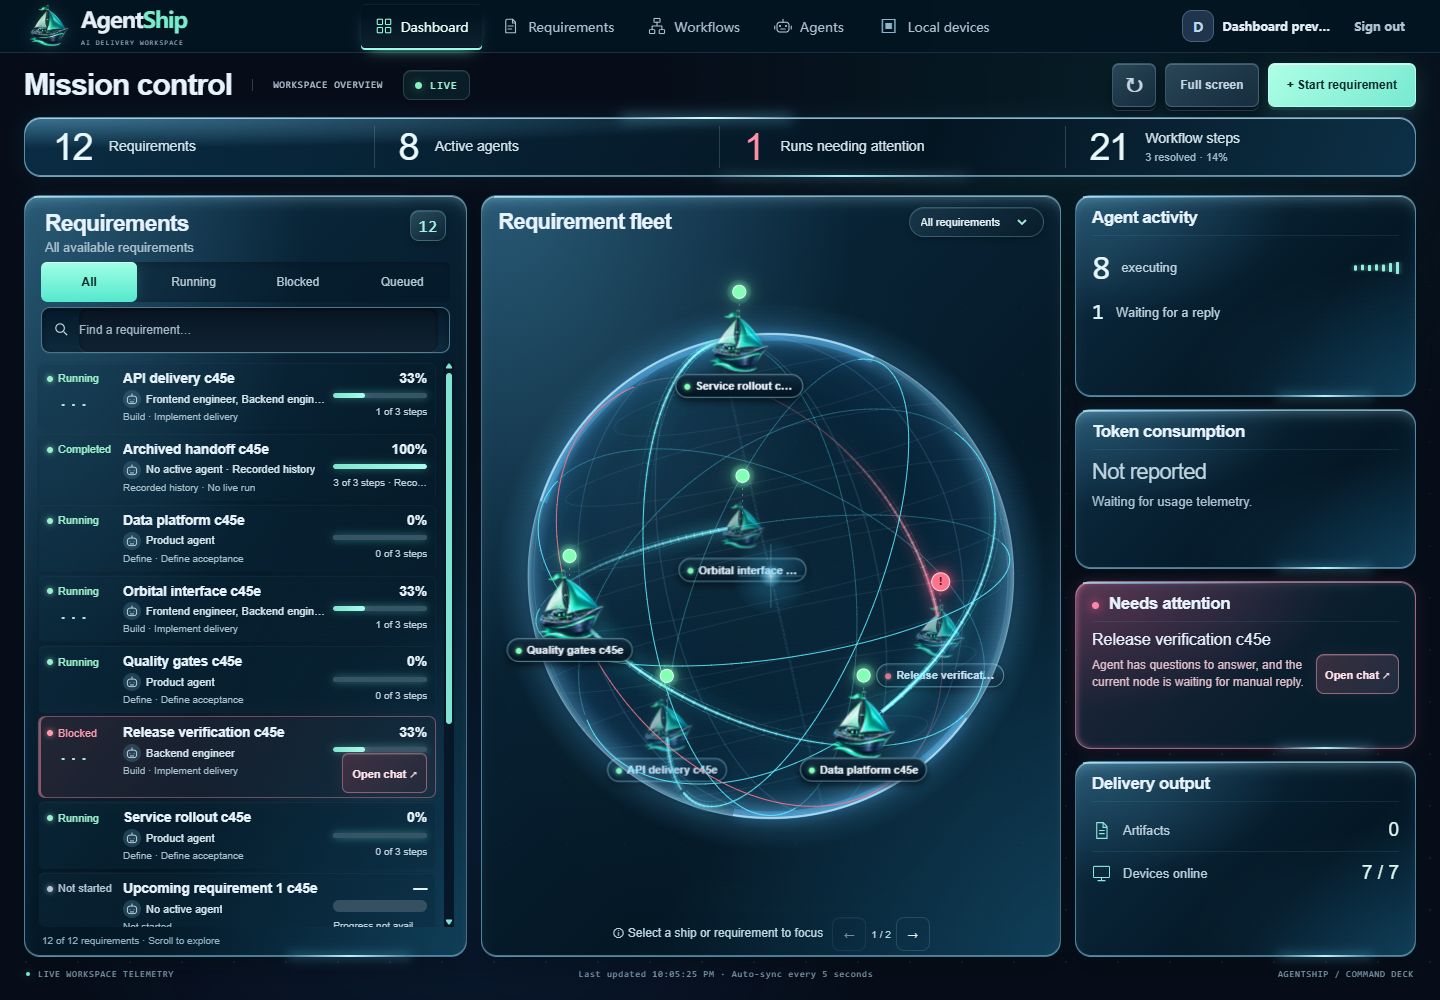 AgentShip
AI DELIVERY WORKSPACE
Dashboard
Requirements
Workflows
Agents
Local devices
D
Dashboard prev...
Sign out
Mission control
WORKSPACE OVERVIEW
LIVE
Full screen
+ Start requirement
12 Requirements
8 Active agents
1 Runs needing attention
21 Workflow steps
3 resolved · 14%
Requirements
All available requirements
12
All
Running
Blocked
Queued
Find a requirement...
Running
API delivery c45e
33%
Frontend engineer, Backend engin...
1 of 3 steps
Build · Implement delivery
Completed
Archived handoff c45e
100%
No active agent · Recorded history
3 of 3 steps · Reco...
Recorded history · No live run
Running
Data platform c45e
0%
Product agent
0 of 3 steps
Define · Define acceptance
Running
Orbital interface c45e
33%
Frontend engineer, Backend engin...
1 of 3 steps
Build · Implement delivery
Running
Quality gates c45e
0%
Product agent
0 of 3 steps
Define · Define acceptance
Blocked
Release verification c45e
33%
Backend engineer
Build · Implement delivery
Open chat ↗
Running
Service rollout c45e
0%
Product agent
0 of 3 steps
Define · Define acceptance
Not started
Upcoming requirement 1 c45e
—
No active agent
Not started
Progress not avail
12 of 12 requirements · Scroll to explore
Requirement fleet
All requirements
Service rollout c...
Orbital interface ...
Quality gates c45e
!
Release verificat...
API delivery c45e
Data platform c45e
Select a ship or requirement to focus
←
1 / 2
→
Agent activity
8 executing
1 Waiting for a reply
Token consumption
Not reported
Waiting for usage telemetry.
Needs attention
Release verification c45e
Agent has questions to answer, and the
current node is waiting for manual reply.
Open chat ↗
Delivery output
Artifacts
0
Devices online
7 / 7
LIVE WORKSPACE TELEMETRY
Last updated 10:05:25 PM · Auto-sync every 5 seconds
AGENTSHIP / COMMAND DECK